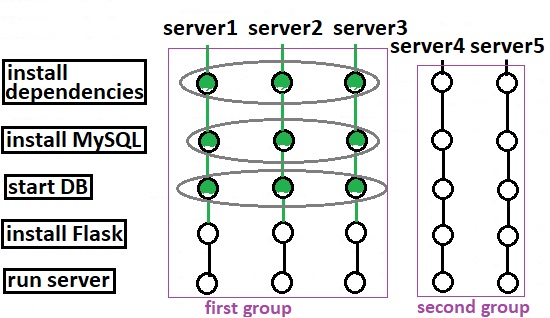 server1 server2 server3
server4 server5
install
dependencies
install MySQL
start DB
install Flask
run server
first group
second group